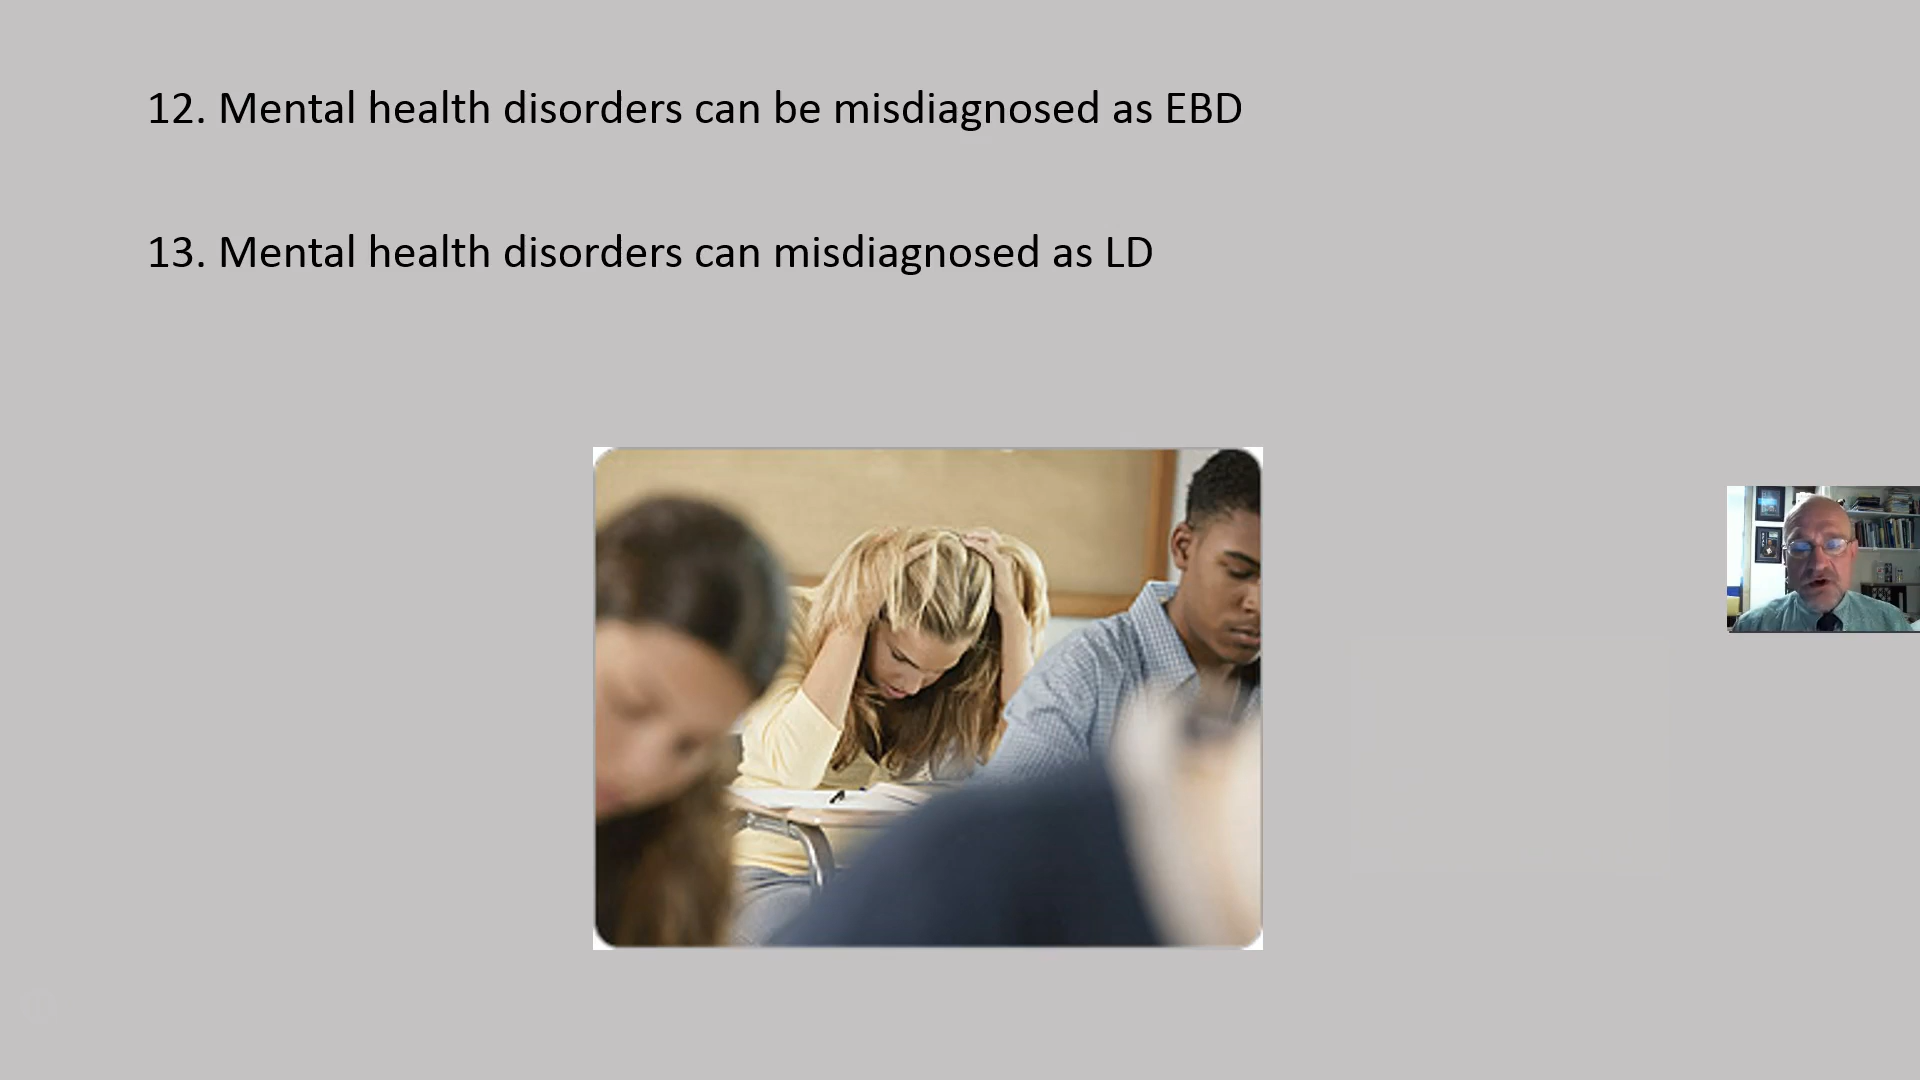 12. Mental health disorders can be misdiagnosed as EBD
13. Mental health disorders can misdiagnosed as LD